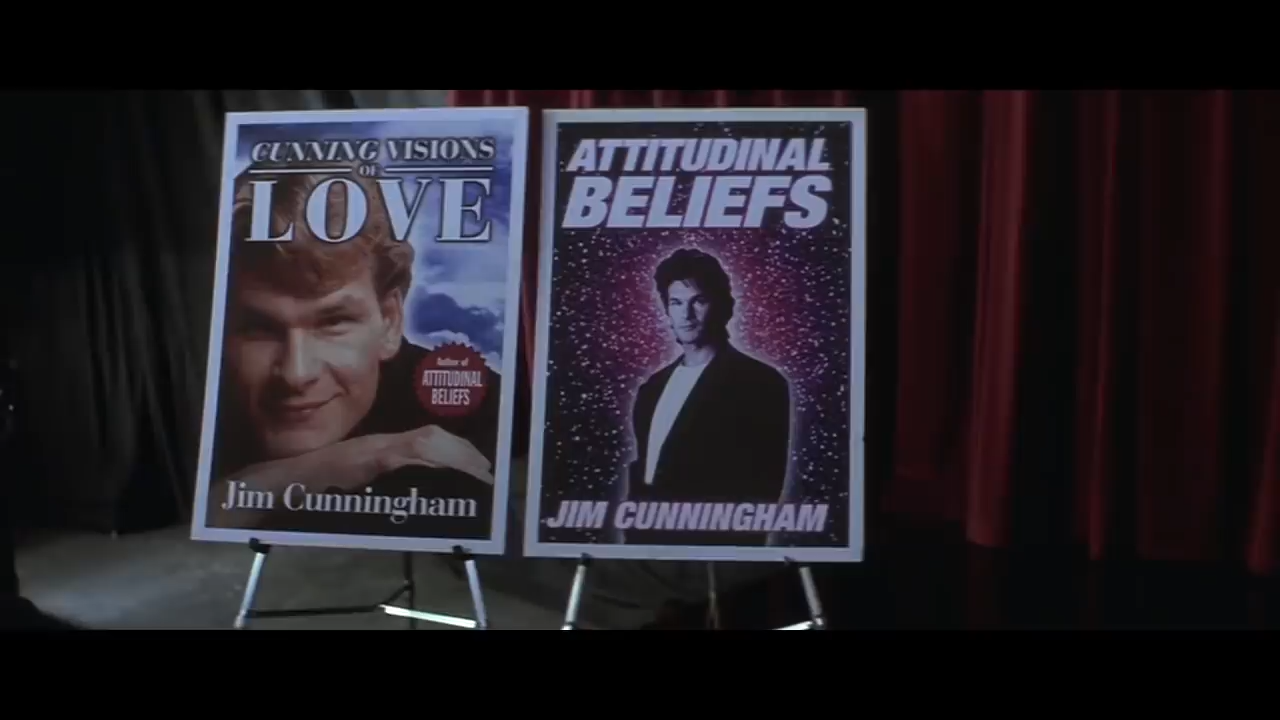 CUNNING VISIONS
OF
LOVE
Author of
ATTITUDINAL
BELIEFS
Jim Cunningham
ATTITUDINAL
BELIEFS
JIM CUNNINGHAM